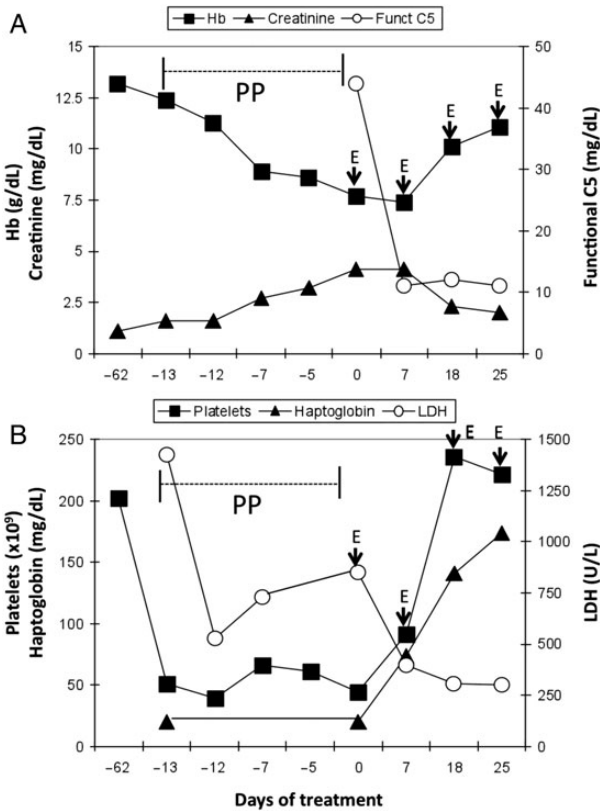 A
Hb Creatinine Funct C5
15
12.5
10
7.5
5
2.5
0
Hb (g/dL)
Creatinine (mg/dL)
50
40
30
20
10
0
Functional C5 (mg/dL)
PP
E
E
E
E
−62 −13 −12 −7 −5 0 7 18 25
B
Platelets Haptoglobin LDH
250
200
150
100
50
0
Platelets (x10⁹)
Haptoglobin (mg/dL)
1500
1250
1000
750
500
250
0
LDH (U/L)
PP
E
E
E
E
−62 −13 −12 −7 −5 0 7 18 25
Days of treatment